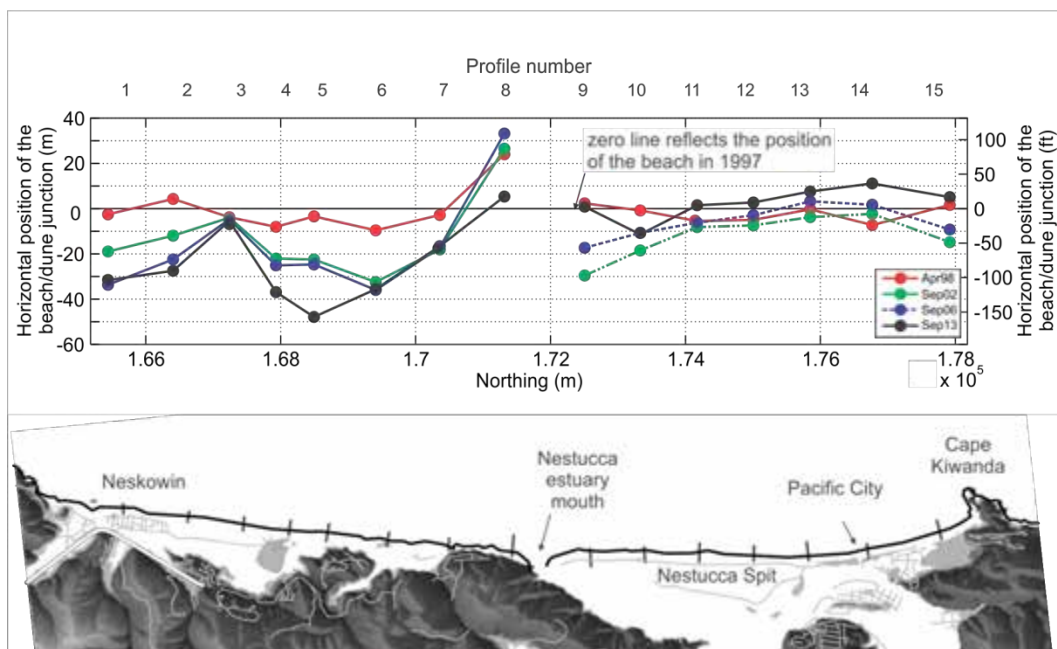 Profile number
1 2 3 4 5 6 7 8 9 10 11 12 13 14 15
Horizontal position of the
beach/dune junction (m)
40
20
0
-20
-40
-60
zero line reflects the position
of the beach in 1997
100
50
0
-50
-100
-150
Horizontal position of the
beach/dune junction (ft)
Apr98
Sep02
Sep06
Sep13
1.66 1.68 1.7 1.72 1.74 1.76 1.78
Northing (m)
x 10⁵
Neskowin
Nestucca
estuary
mouth
Pacific City
Cape
Kiwanda
Nestucca Spit